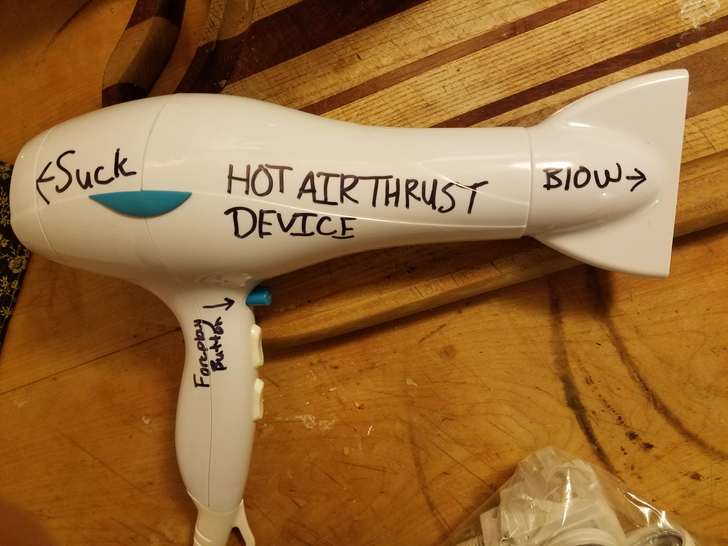 ←Suck
HOT AIR THRUST
DEVICE
BlOW→
Foreplay
Button